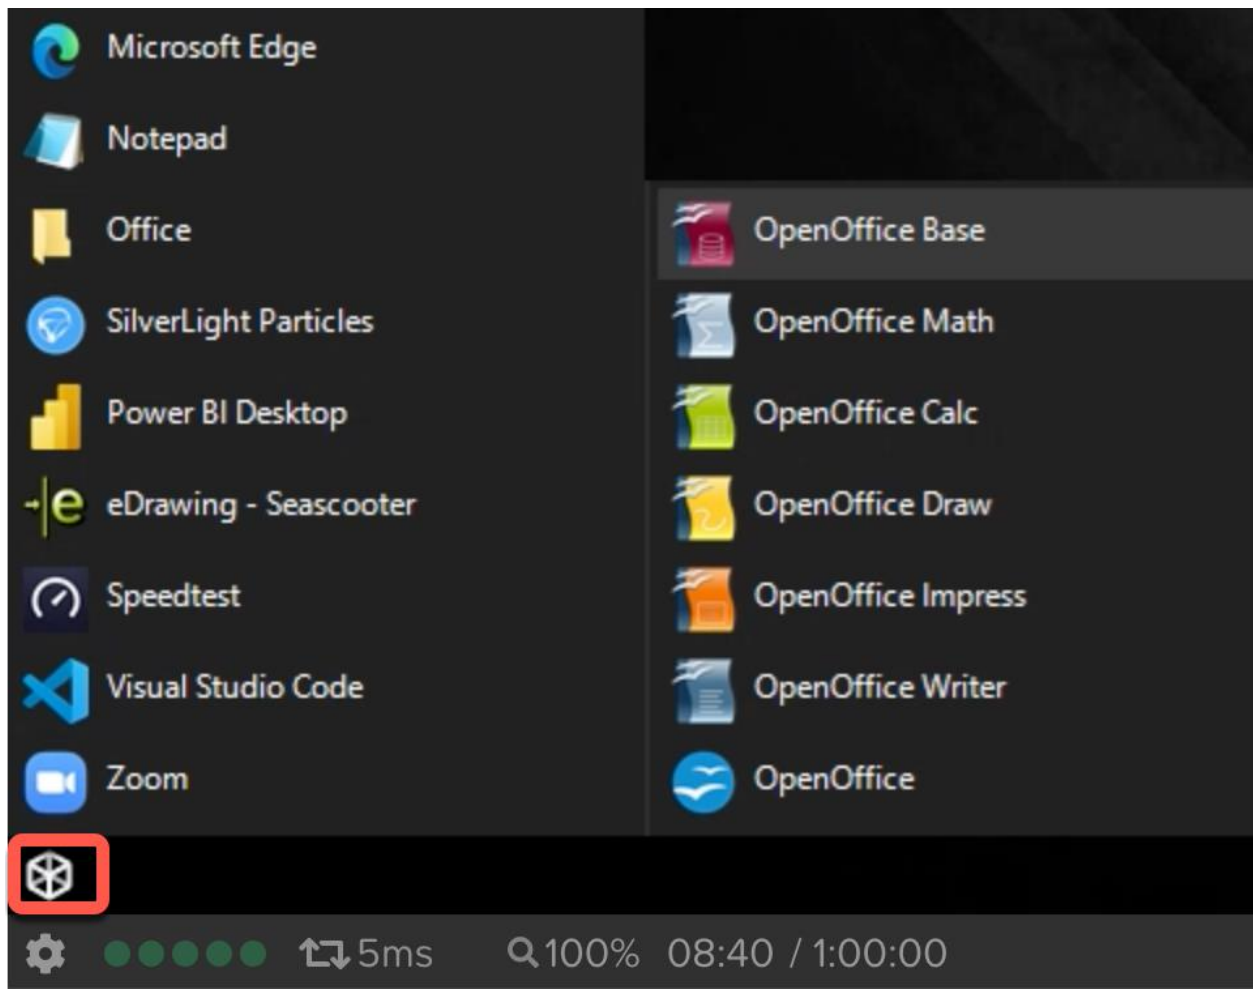 Microsoft Edge
Notepad
Office
SilverLight Particles
Power BI Desktop
eDrawing - Seascooter
Speedtest
Visual Studio Code
Zoom
OpenOffice Base
OpenOffice Math
OpenOffice Calc
OpenOffice Draw
OpenOffice Impress
OpenOffice Writer
OpenOffice
5ms 100% 08:40 / 1:00:00